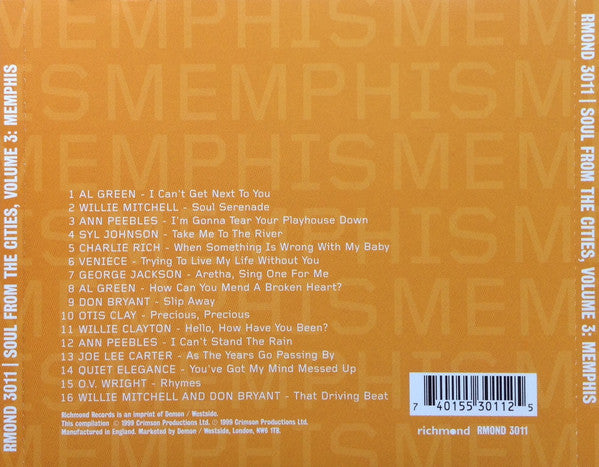 MEMPHISMEM
ISMEMPHIS
MEMPHISMEM
RMOND 3011 | SOUL FROM THE CITIES, VOLUME 3: MEMPHIS
1 AL GREEN - I Can't Get Next To You
2 WILLIE MITCHELL - Soul Serenade
3 ANN PEEBLES - I'm Gonna Tear Your Playhouse Down
4 SYL JOHNSON - Take Me To The River
5 CHARLIE RICH - When Something Is Wrong With My Baby
6 VENIECE - Trying To Live My Life Without You
7 GEORGE JACKSON - Aretha, Sing One For Me
8 AL GREEN - How Can You Mend A Broken Heart?
9 DON BRYANT - Slip Away
10 OTIS CLAY - Precious, Precious
11 WILLIE CLAYTON - Hello, How Have You Been?
12 ANN PEEBLES - I Can't Stand The Rain
13 JOE LEE CARTER - As The Years Go Passing By
14 QUIET ELEGANCE - You've Got My Mind Messed Up
15 O.V. WRIGHT - Rhymes
16 WILLIE MITCHELL AND DON BRYANT - That Driving Beat
Richmond Records is an imprint of Demon / Westside.
This compilation ℗ 1999 Crimson Productions Ltd. © 1999 Crimson Productions Ltd.
Manufactured in England. Marketed by Demon / Westside, London, NW6 1TB.
7 40155 30112 5
richmond RMOND 3011
RMOND 3011 | SOUL FROM THE CITIES, VOLUME 3: MEMPHIS